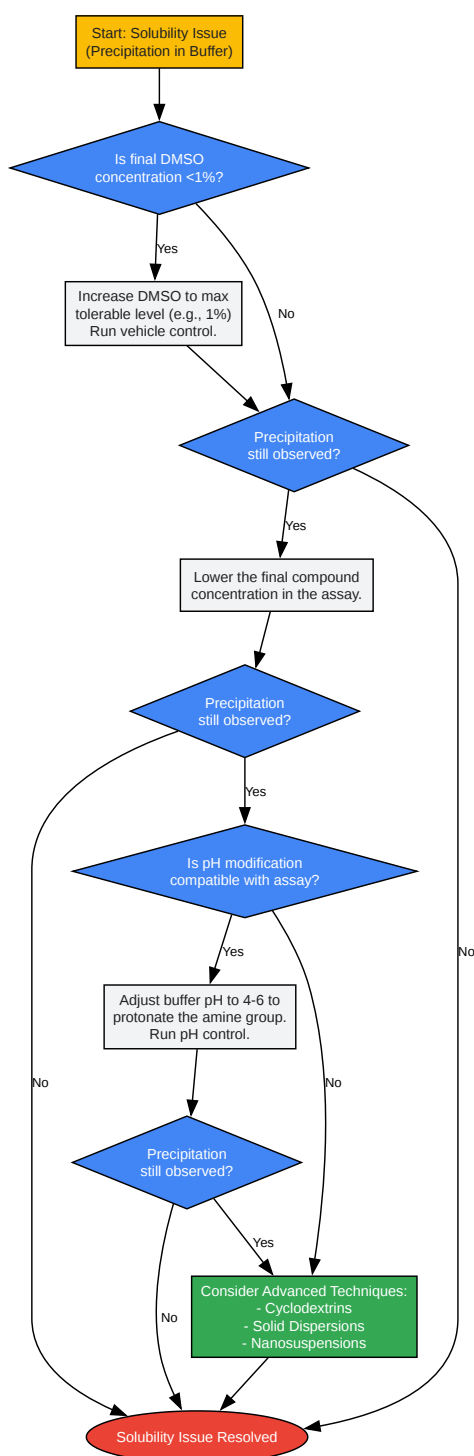 Start: Solubility Issue
(Precipitation in Buffer)
Is final DMSO
concentration <1%?
Yes
Increase DMSO to max
tolerable level (e.g., 1%)
Run vehicle control.
No
Precipitation
still observed?
Yes
Lower the final compound
concentration in the assay.
Precipitation
still observed?
Yes
Is pH modification
compatible with assay?
Yes
No
Adjust buffer pH to 4-6 to
protonate the amine group.
Run pH control.
No
No
Precipitation
still observed?
Yes
Consider Advanced Techniques:
- Cyclodextrins
- Solid Dispersions
- Nanosuspensions
No
Solubility Issue Resolved